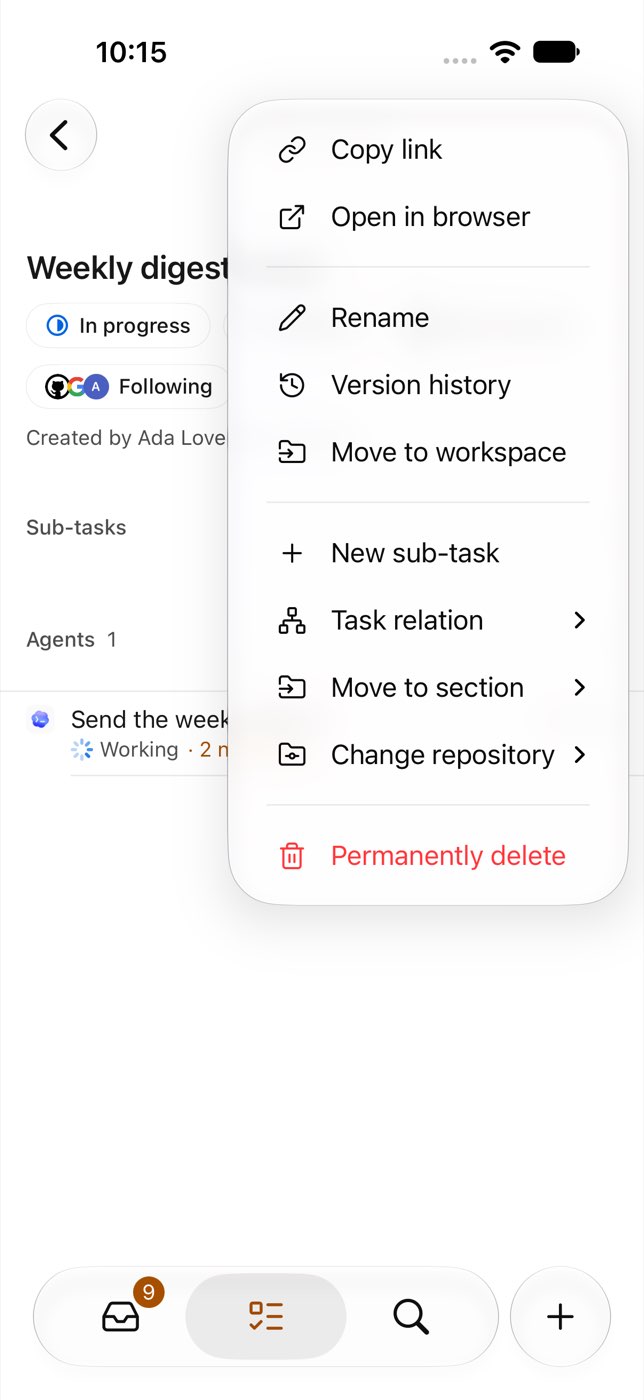 10:15
Copy link
Open in browser
Weekly digest
Rename
In progress
Version history
Following
Created by Ada Love
Move to workspace
Sub-tasks
New sub-task
Task relation
Agents 1
Move to section
Send the week
Working · 2
Change repository
Permanently delete
9